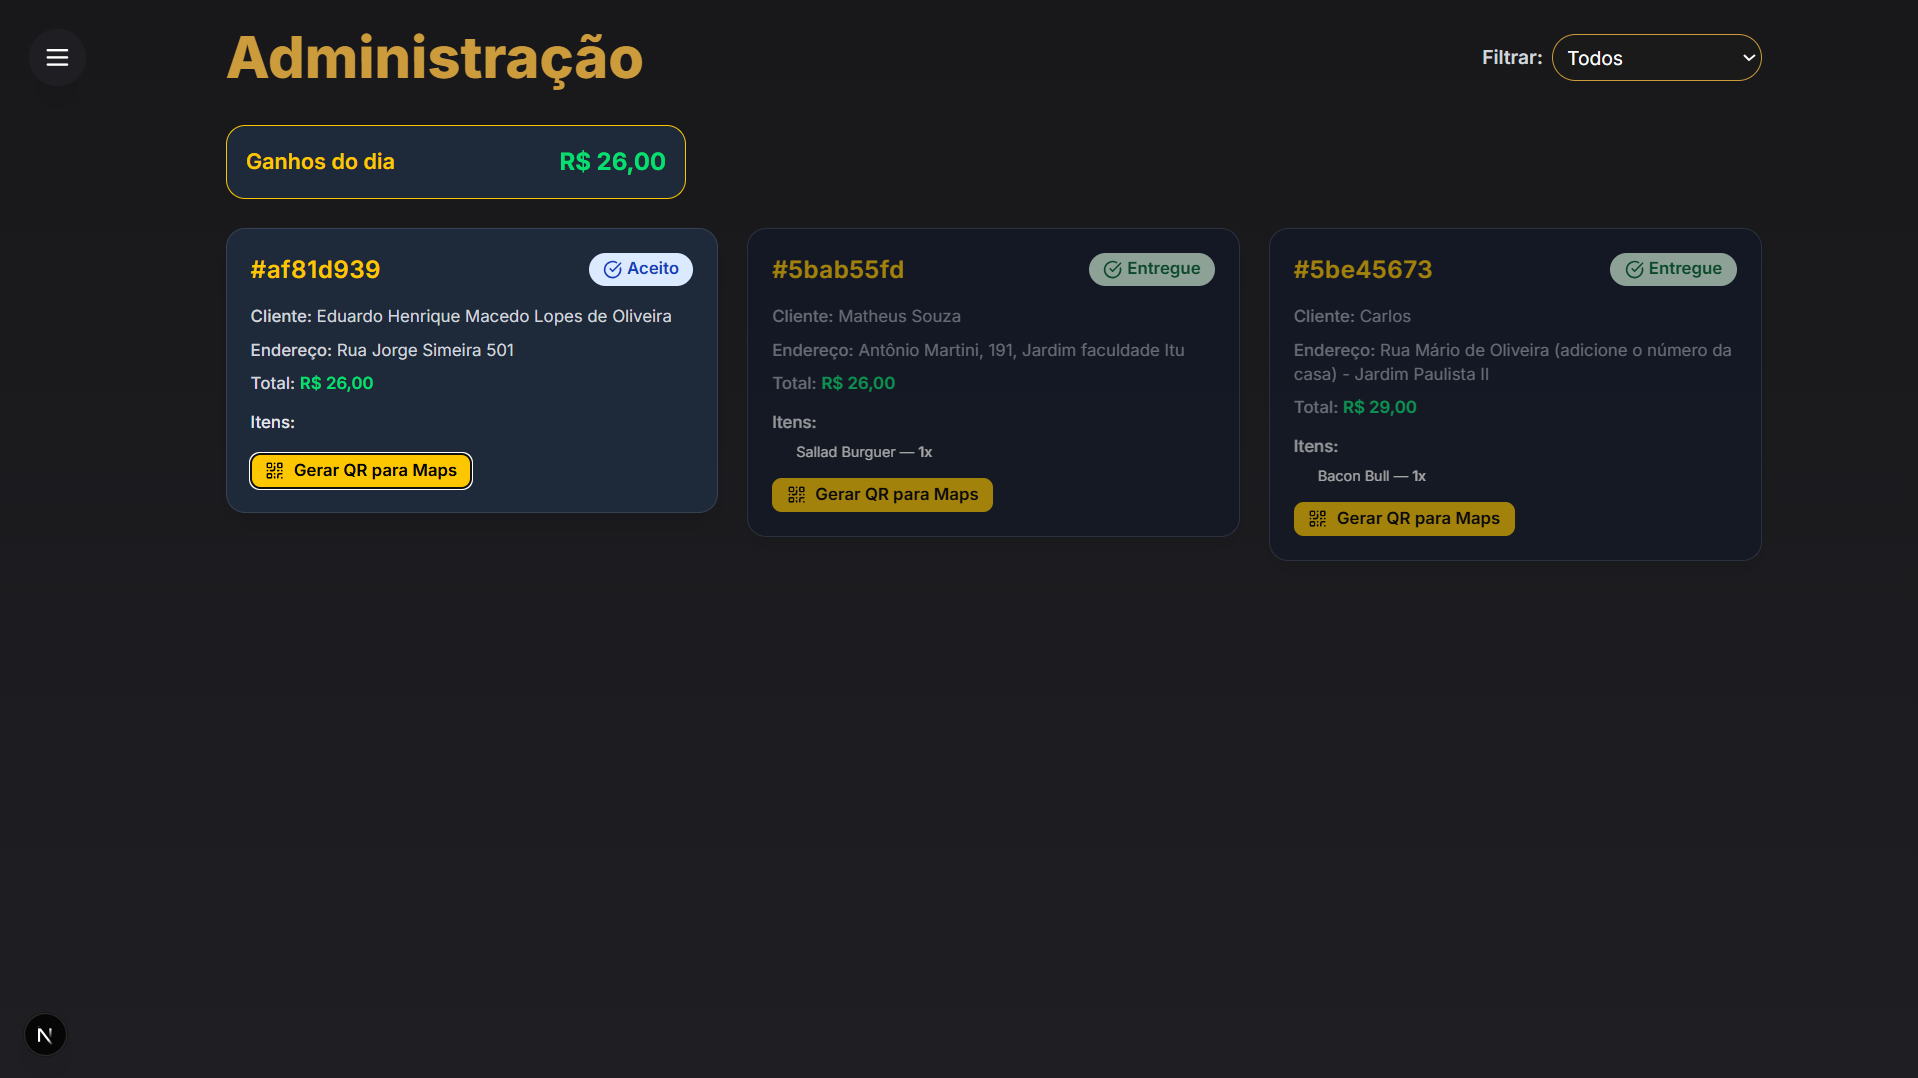 Administração
Filtrar: Todos
Ganhos do dia R$ 26,00
#af81d939 Aceito
Cliente: Eduardo Henrique Macedo Lopes de Oliveira
Endereço: Rua Jorge Simeira 501
Total: R$ 26,00
Itens:
Gerar QR para Maps
#5bab55fd Entregue
Cliente: Matheus Souza
Endereço: Antônio Martini, 191, Jardim faculdade Itu
Total: R$ 26,00
Itens:
Sallad Burguer — 1x
Gerar QR para Maps
#5be45673 Entregue
Cliente: Carlos
Endereço: Rua Mário de Oliveira (adicione o número da
casa) - Jardim Paulista II
Total: R$ 29,00
Itens:
Bacon Bull — 1x
Gerar QR para Maps
N